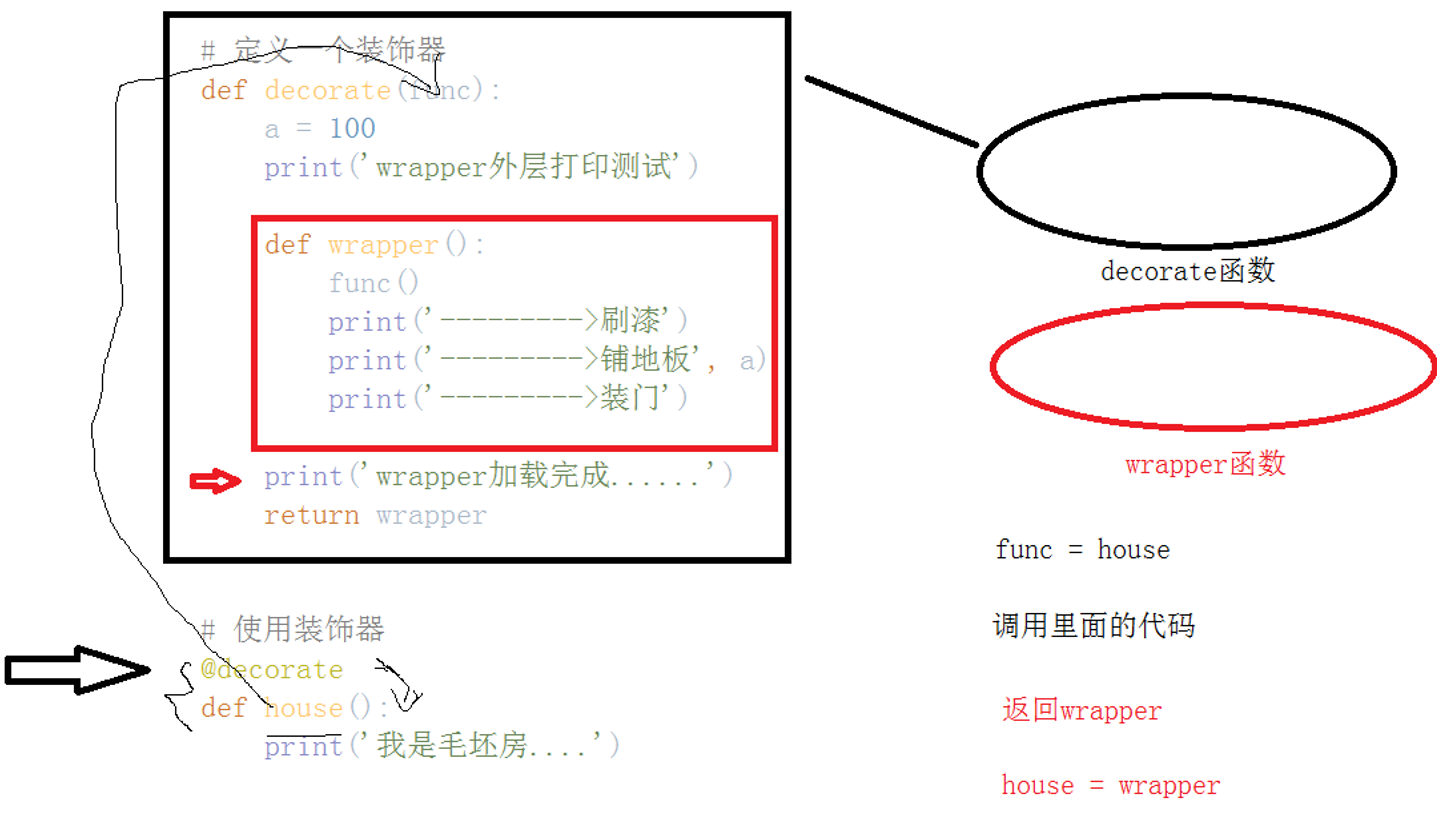 # 定义一个装饰器
def decorate(func):
    a = 100
    print('wrapper外层打印测试')
    def wrapper():
        func()
        print('--------->刷漆')
        print('--------->铺地板', a)
        print('--------->装门')
    print('wrapper加载完成......')
    return wrapper
# 使用装饰器
@decorate
def house():
    print('我是毛坯房....')
decorate函数
wrapper函数
func = house
调用里面的代码
返回wrapper
house = wrapper